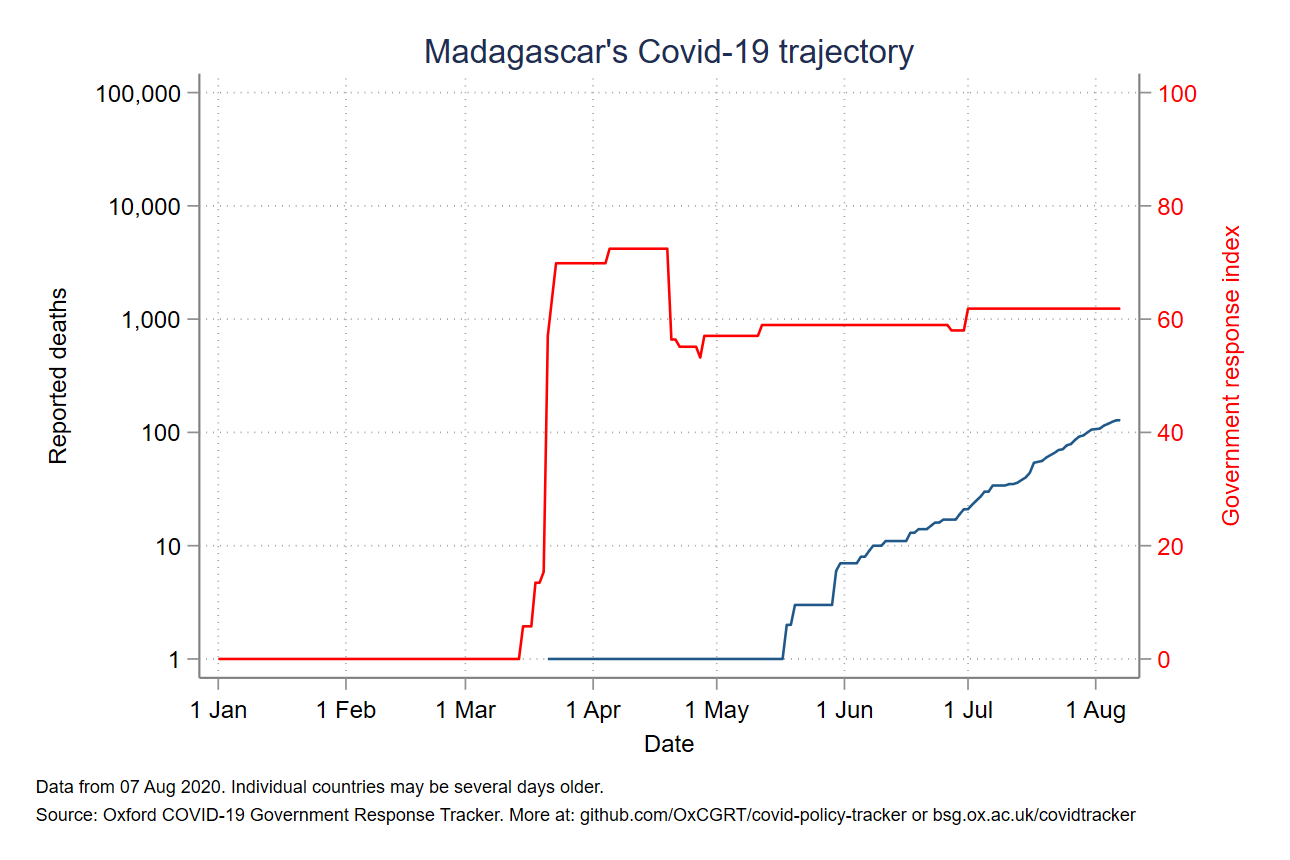 Madagascar's Covid-19 trajectory
100,000
10,000
1,000
100
10
1
Reported deaths
100
80
60
40
20
0
Government response index
1 Jan 1 Feb 1 Mar 1 Apr 1 May 1 Jun 1 Jul 1 Aug
Date
Data from 07 Aug 2020. Individual countries may be several days older.
Source: Oxford COVID-19 Government Response Tracker. More at: github.com/OxCGRT/covid-policy-tracker or bsg.ox.ac.uk/covidtracker